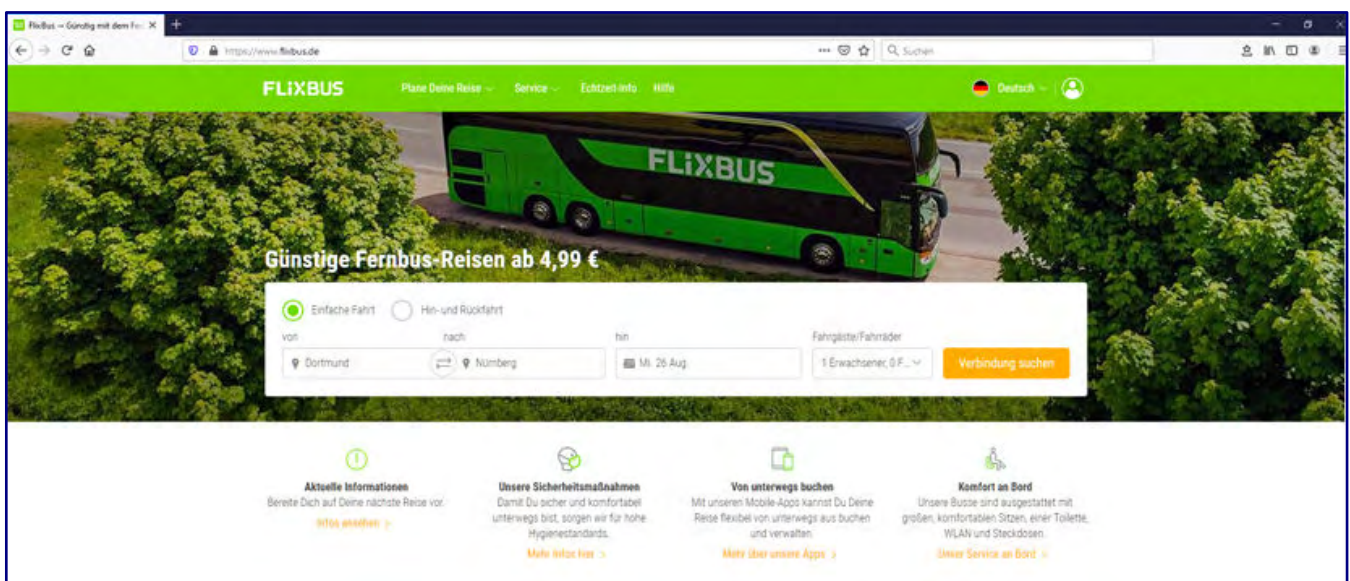 FlixBus – Günstig mit dem Fer
https://www.flixbus.de
Suchen
FLiXBUS
Plane Deine Reise
Service
Echtzeit-Info
Hilfe
Deutsch
FLiXBUS
Günstige Fernbus-Reisen ab 4,99 €
Einfache Fahrt
Hin- und Rückfahrt
von
nach
hin
Fahrgäste/Fahrräder
Dortmund
Nürnberg
Mi. 26 Aug.
1 Erwachsener, 0 F...
Verbindung suchen
Aktuelle Informationen
Bereite Dich auf Deine nächste Reise vor.
Infos ansehen >
Unsere Sicherheitsmaßnahmen
Damit Du sicher und komfortabel
unterwegs bist, sorgen wir für hohe
Hygienestandards.
Mehr Infos hier >
Von unterwegs buchen
Mit unseren Mobile-Apps kannst Du Deine
Reise flexibel von unterwegs aus buchen
und verwalten.
Mehr über unsere Apps >
Komfort an Bord
Unsere Busse sind ausgestattet mit
großen, komfortablen Sitzen, einer Toilette,
WLAN und Steckdosen.
Unser Service an Bord >